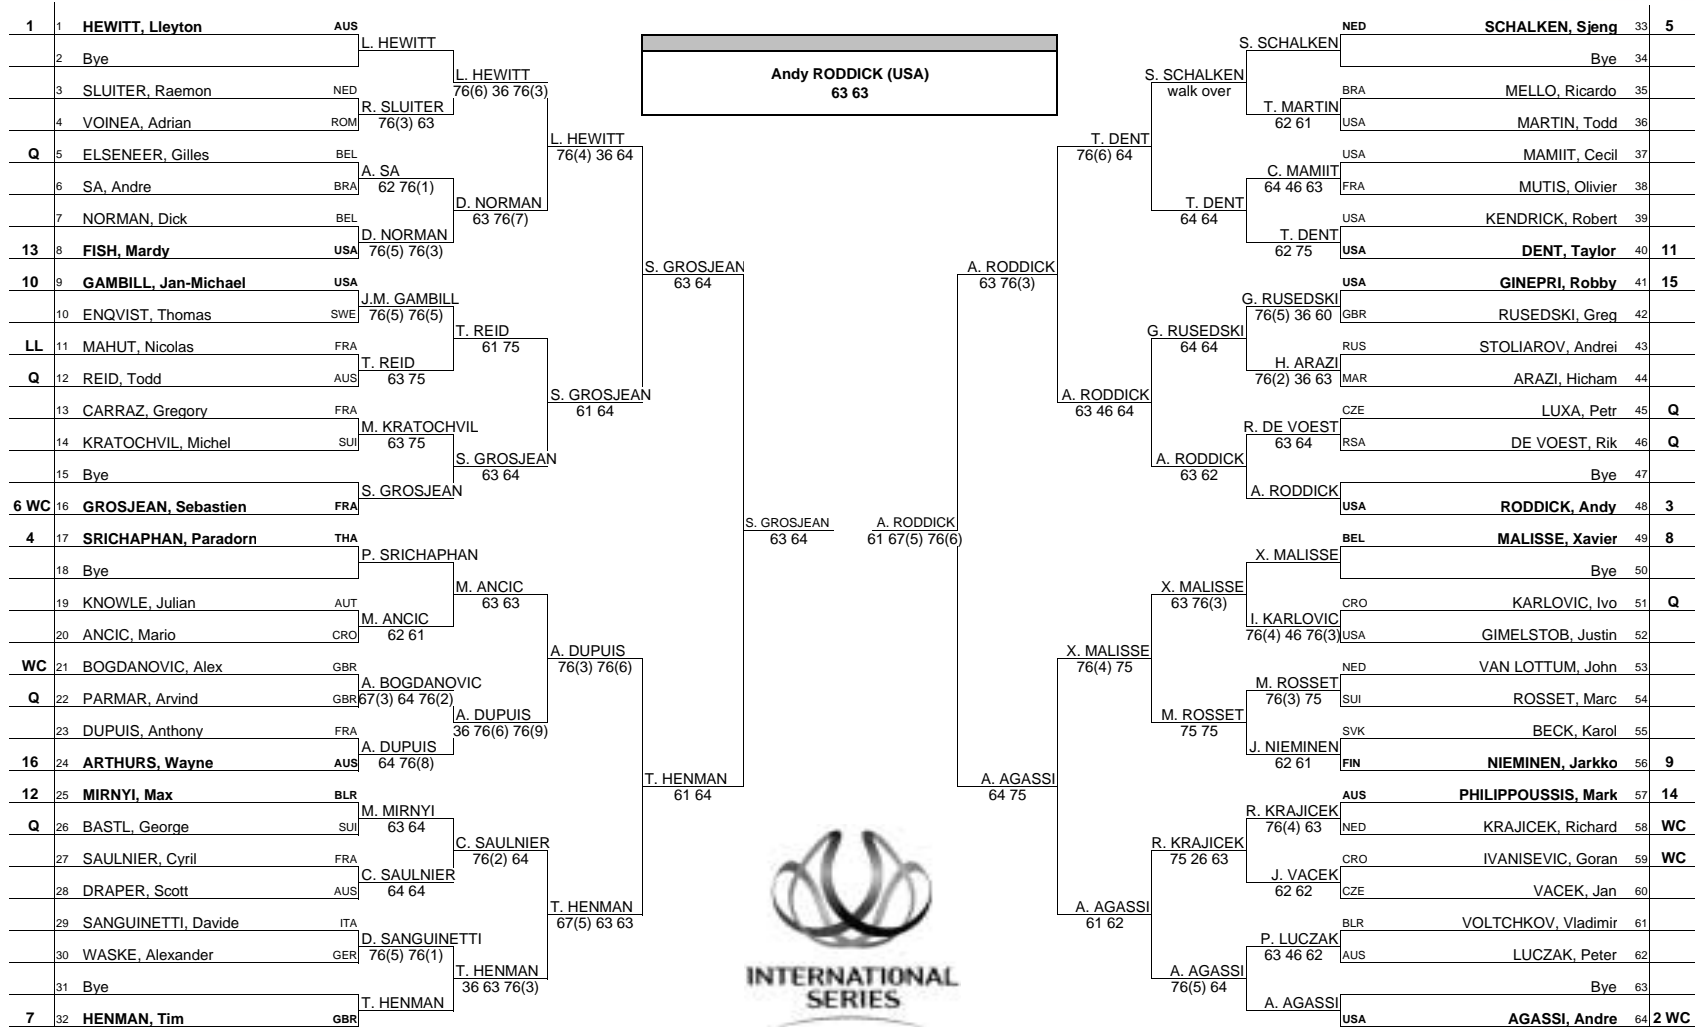 1 1 HEWITT, Lleyton AUS
2 Bye
3 SLUITER, Raemon NED
4 VOINEA, Adrian ROM
Q 5 ELSENEER, Gilles BEL
6 SA, Andre BRA
7 NORMAN, Dick BEL
13 8 FISH, Mardy USA
10 9 GAMBILL, Jan-Michael USA
10 ENQVIST, Thomas SWE
LL 11 MAHUT, Nicolas FRA
Q 12 REID, Todd AUS
13 CARRAZ, Gregory FRA
14 KRATOCHVIL, Michel SUI
15 Bye
6 WC 16 GROSJEAN, Sebastien FRA
4 17 SRICHAPHAN, Paradorn THA
18 Bye
19 KNOWLE, Julian AUT
20 ANCIC, Mario CRO
WC 21 BOGDANOVIC, Alex GBR
Q 22 PARMAR, Arvind GBR
23 DUPUIS, Anthony FRA
16 24 ARTHURS, Wayne AUS
12 25 MIRNYI, Max BLR
Q 26 BASTL, George SUI
27 SAULNIER, Cyril FRA
28 DRAPER, Scott AUS
29 SANGUINETTI, Davide ITA
30 WASKE, Alexander GER
31 Bye
7 32 HENMAN, Tim GBR
L. HEWITT
R. SLUITER
76(3) 63
A. SA
62 76(1)
D. NORMAN
76(5) 76(3)
J.M. GAMBILL
76(5) 76(5)
T. REID
63 75
M. KRATOCHVIL
63 75
S. GROSJEAN
P. SRICHAPHAN
M. ANCIC
62 61
A. BOGDANOVIC
67(3) 64 76(2)
A. DUPUIS
64 76(8)
M. MIRNYI
63 64
C. SAULNIER
64 64
D. SANGUINETTI
76(5) 76(1)
T. HENMAN
L. HEWITT
76(6) 36 76(3)
D. NORMAN
63 76(7)
T. REID
61 75
S. GROSJEAN
63 64
M. ANCIC
63 63
A. DUPUIS
36 76(6) 76(9)
C. SAULNIER
76(2) 64
T. HENMAN
36 63 76(3)
L. HEWITT
76(4) 36 64
S. GROSJEAN
61 64
A. DUPUIS
76(3) 76(6)
T. HENMAN
67(5) 63 63
S. GROSJEAN
63 64
T. HENMAN
61 64
S. GROSJEAN
63 64
Andy RODDICK (USA)
63 63
A. RODDICK
61 67(5) 76(6)
A. RODDICK
63 76(3)
A. AGASSI
64 75
T. DENT
76(6) 64
A. RODDICK
63 46 64
X. MALISSE
76(4) 75
A. AGASSI
61 62
S. SCHALKEN
walk over
T. DENT
64 64
G. RUSEDSKI
64 64
A. RODDICK
63 62
X. MALISSE
63 76(3)
M. ROSSET
75 75
R. KRAJICEK
75 26 63
A. AGASSI
76(5) 64
S. SCHALKEN
T. MARTIN
62 61
C. MAMIIT
64 46 63
T. DENT
62 75
G. RUSEDSKI
76(5) 36 60
H. ARAZI
76(2) 36 63
R. DE VOEST
63 64
A. RODDICK
X. MALISSE
I. KARLOVIC
76(4) 46 76(3)
M. ROSSET
76(3) 75
J. NIEMINEN
62 61
R. KRAJICEK
76(4) 63
J. VACEK
62 62
P. LUCZAK
63 46 62
A. AGASSI
NED SCHALKEN, Sjeng 33 5
Bye 34
BRA MELLO, Ricardo 35
USA MARTIN, Todd 36
USA MAMIIT, Cecil 37
FRA MUTIS, Olivier 38
USA KENDRICK, Robert 39
USA DENT, Taylor 40 11
USA GINEPRI, Robby 41 15
GBR RUSEDSKI, Greg 42
RUS STOLIAROV, Andrei 43
MAR ARAZI, Hicham 44
CZE LUXA, Petr 45 Q
RSA DE VOEST, Rik 46 Q
Bye 47
USA RODDICK, Andy 48 3
BEL MALISSE, Xavier 49 8
Bye 50
CRO KARLOVIC, Ivo 51 Q
USA GIMELSTOB, Justin 52
NED VAN LOTTUM, John 53
SUI ROSSET, Marc 54
SVK BECK, Karol 55
FIN NIEMINEN, Jarkko 56 9
AUS PHILIPPOUSSIS, Mark 57 14
NED KRAJICEK, Richard 58 WC
CRO IVANISEVIC, Goran 59 WC
CZE VACEK, Jan 60
BLR VOLTCHKOV, Vladimir 61
AUS LUCZAK, Peter 62
Bye 63
USA AGASSI, Andre 64 2 WC
INTERNATIONAL
SERIES